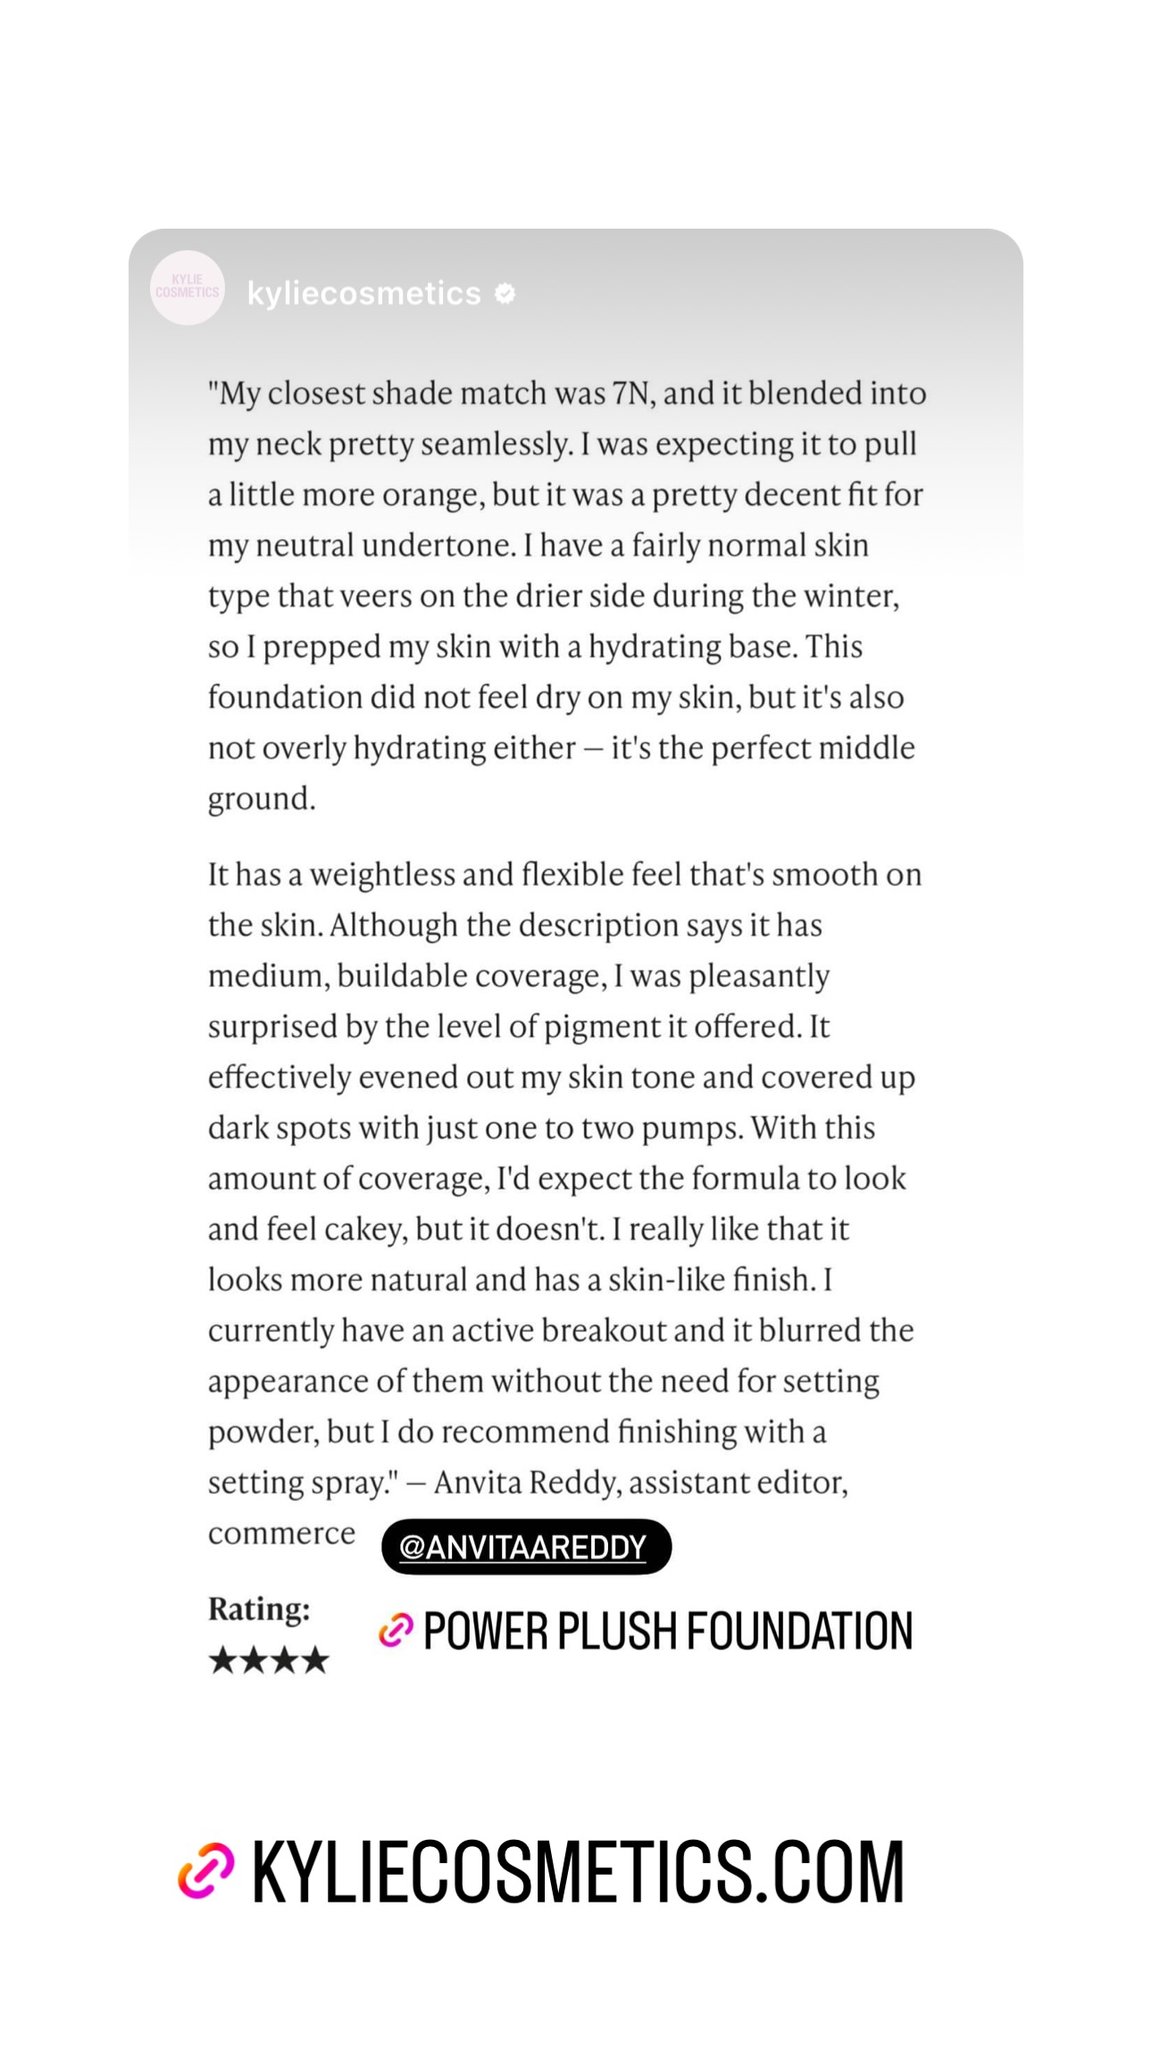 KYLIE
COSMETICS
kyliecosmetics
"My closest shade match was 7N, and it blended into
my neck pretty seamlessly. I was expecting it to pull
a little more orange, but it was a pretty decent fit for
my neutral undertone. I have a fairly normal skin
type that veers on the drier side during the winter,
so I prepped my skin with a hydrating base. This
foundation did not feel dry on my skin, but it's also
not overly hydrating either — it's the perfect middle
ground.
It has a weightless and flexible feel that's smooth on
the skin. Although the description says it has
medium, buildable coverage, I was pleasantly
surprised by the level of pigment it offered. It
effectively evened out my skin tone and covered up
dark spots with just one to two pumps. With this
amount of coverage, I'd expect the formula to look
and feel cakey, but it doesn't. I really like that it
looks more natural and has a skin-like finish. I
currently have an active breakout and it blurred the
appearance of them without the need for setting
powder, but I do recommend finishing with a
setting spray." — Anvita Reddy, assistant editor,
commerce
@ANVITAAREDDY
Rating:
★★★★
POWER PLUSH FOUNDATION
KYLIECOSMETICS.COM